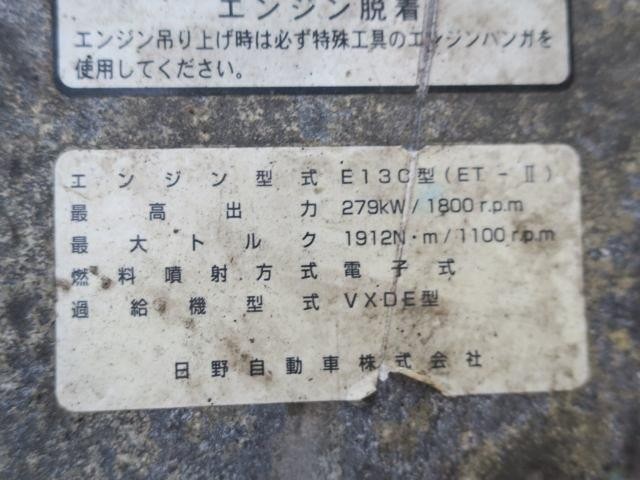 エンジン脱着
エンジン吊り上げ時は必ず特殊工具のエンジンハンガを
使用してください。
エンジン型式 E13C型(ET-Ⅱ)
最高出力 279kW/1800r.p.m
最大トルク 1912N・m/1100r.p.m
燃料噴射方式 電子式
過給機型式 VXDE型
日野自動車株式会社